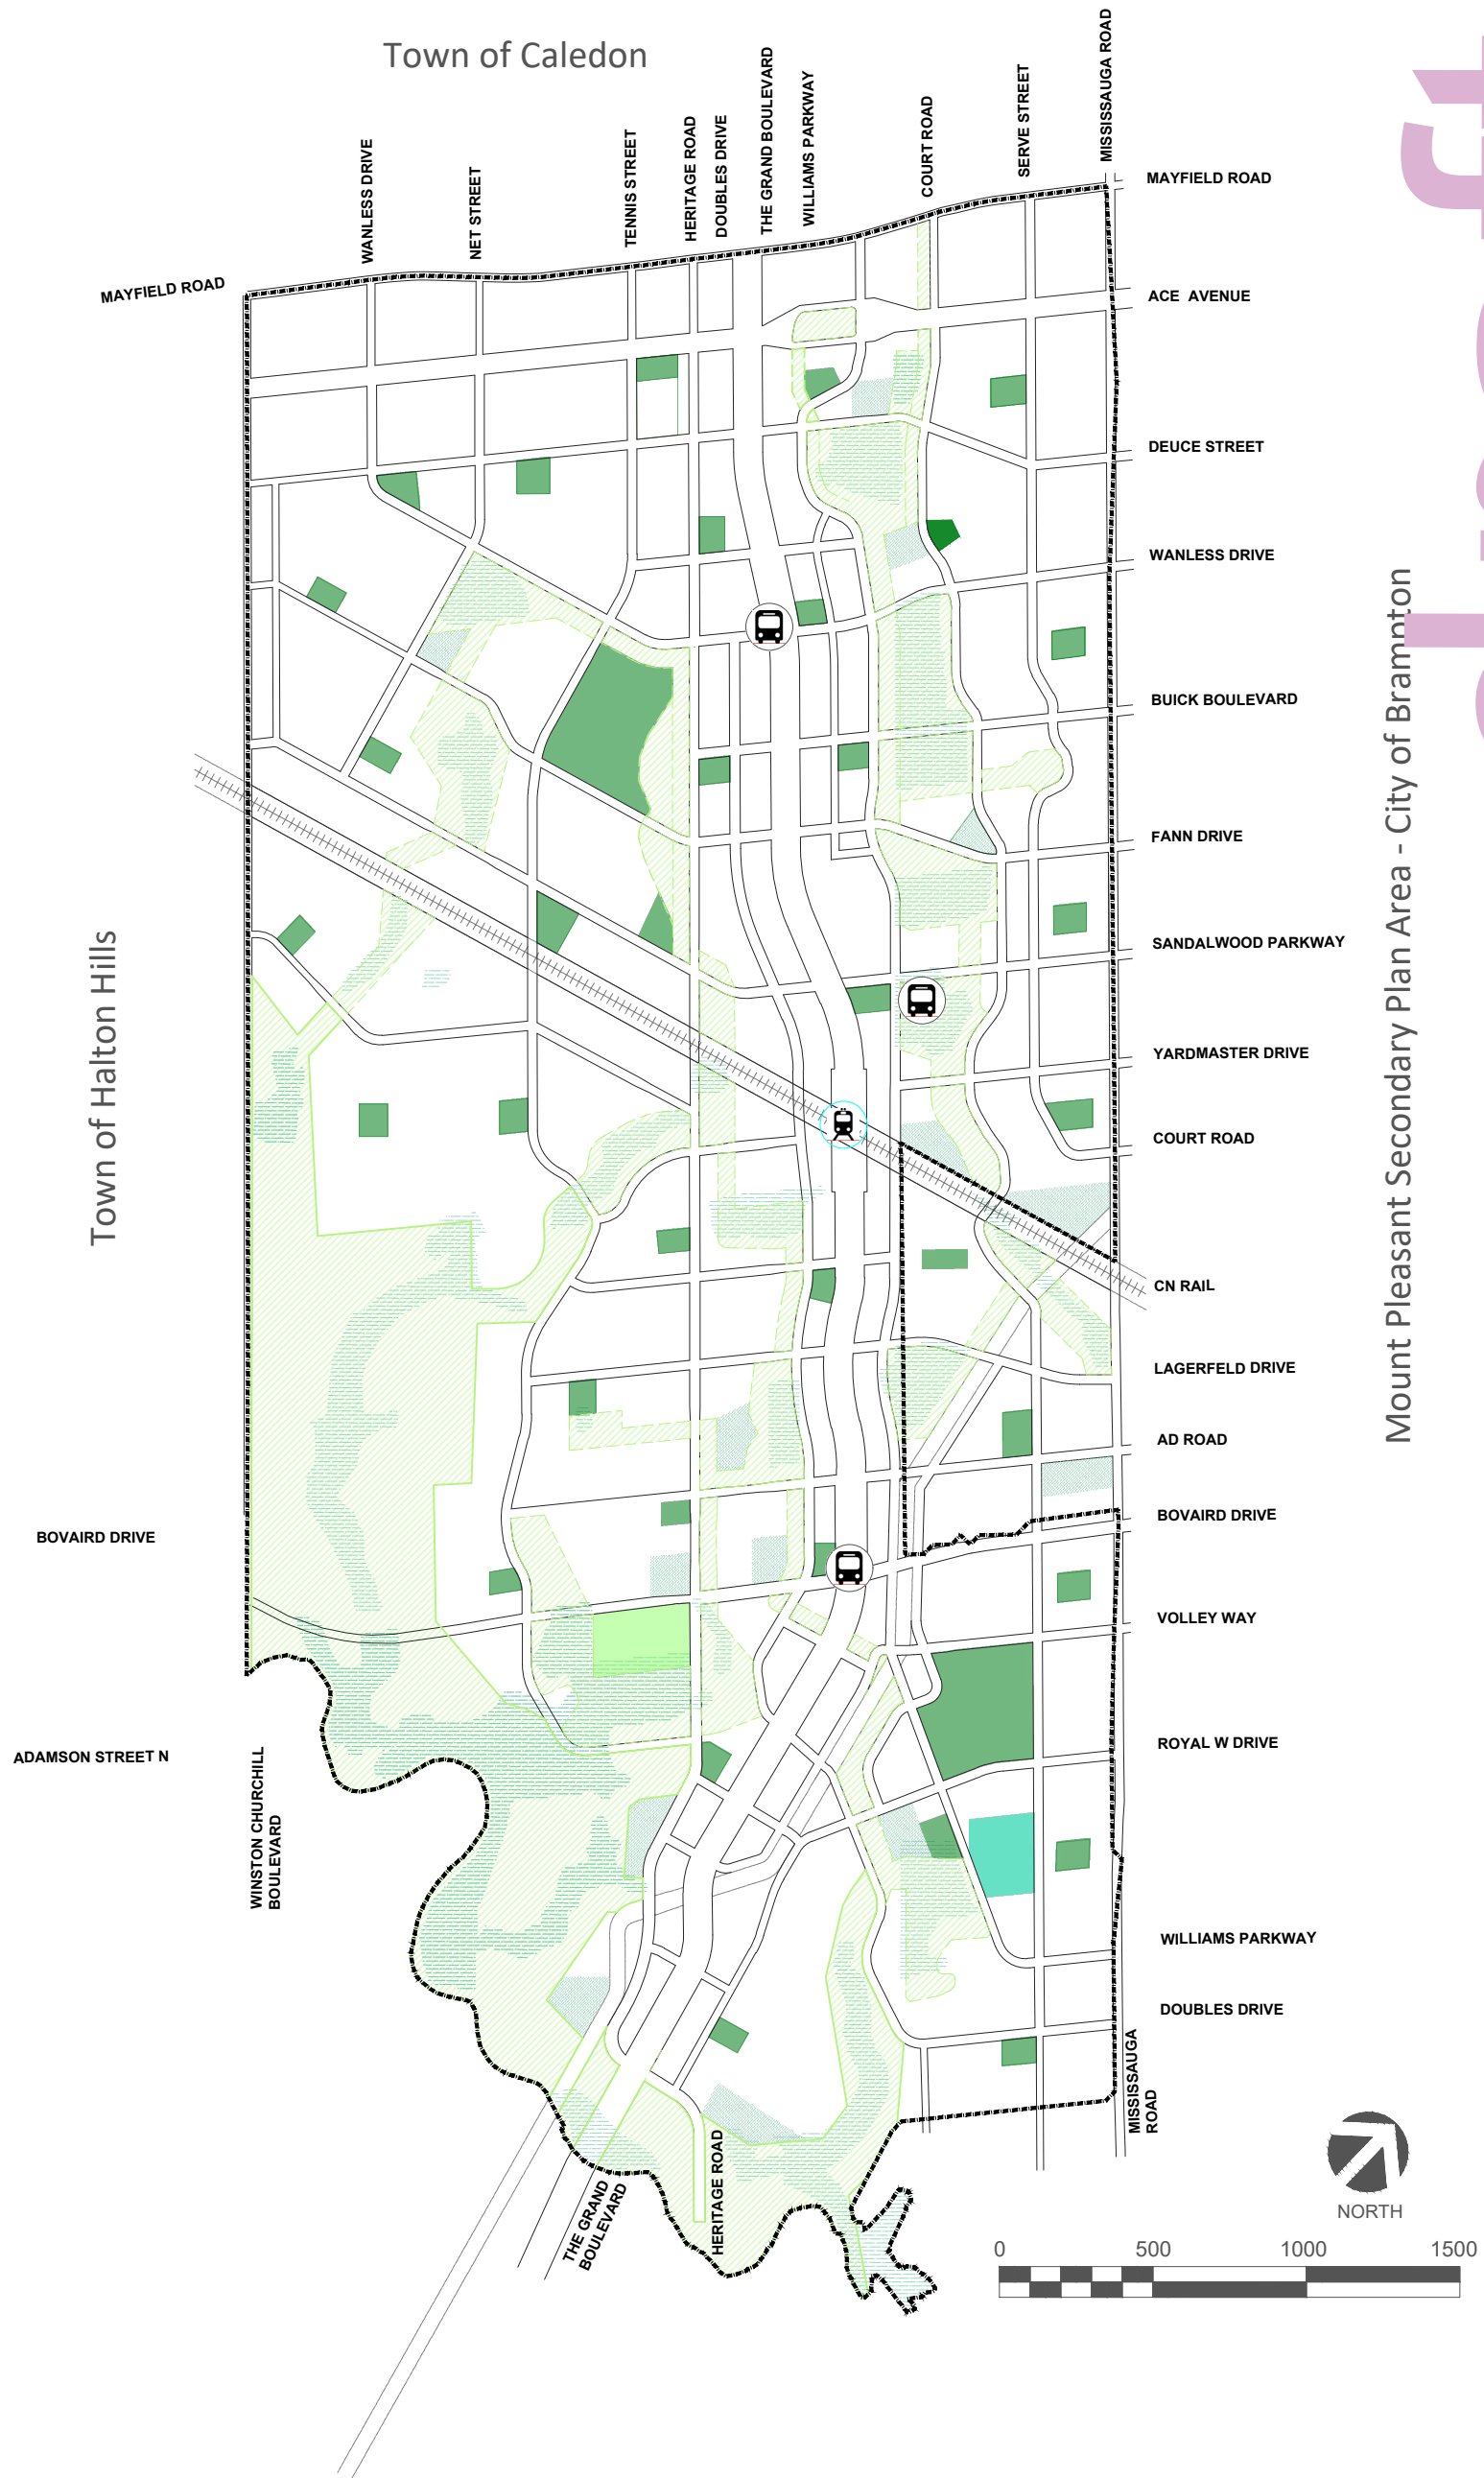 Town of Caledon
WANLESS DRIVE
NET STREET
TENNIS STREET
HERITAGE ROAD
DOUBLES DRIVE
THE GRAND BOULEVARD
WILLIAMS PARKWAY
COURT ROAD
SERVE STREET
MISSISSAUGA ROAD
MAYFIELD ROAD
MAYFIELD ROAD
ACE AVENUE
DEUCE STREET
WANLESS DRIVE
BUICK BOULEVARD
FANN DRIVE
SANDALWOOD PARKWAY
YARDMASTER DRIVE
COURT ROAD
CN RAIL
LAGERFELD DRIVE
AD ROAD
BOVAIRD DRIVE
VOLLEY WAY
ROYAL W DRIVE
WILLIAMS PARKWAY
DOUBLES DRIVE
MISSISSAUGA
ROAD
Mount Pleasant Secondary Plan Area - City of Brampton
Town of Halton Hills
BOVAIRD DRIVE
ADAMSON STREET N
WINSTON CHURCHILL
BOULEVARD
THE GRAND
BOULEVARD
HERITAGE ROAD
NORTH
0 500 1000 1500